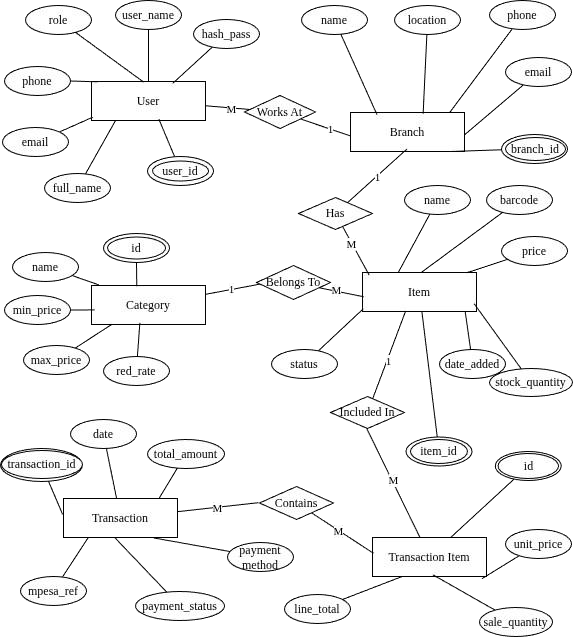 role
user_name
hash_pass
name
location
phone
phone
User
M
Works At
1
Branch
email
email
branch_id
full_name
user_id
1
Has
M
name
barcode
price
id
name
min_price
Category
1
Belongs To
M
Item
max_price
red_rate
status
1
date_added
stock_quantity
Included In
item_id
M
transaction_id
date
total_amount
id
Transaction
M
Contains
M
Transaction Item
unit_price
payment
method
mpesa_ref
payment_status
line_total
sale_quantity